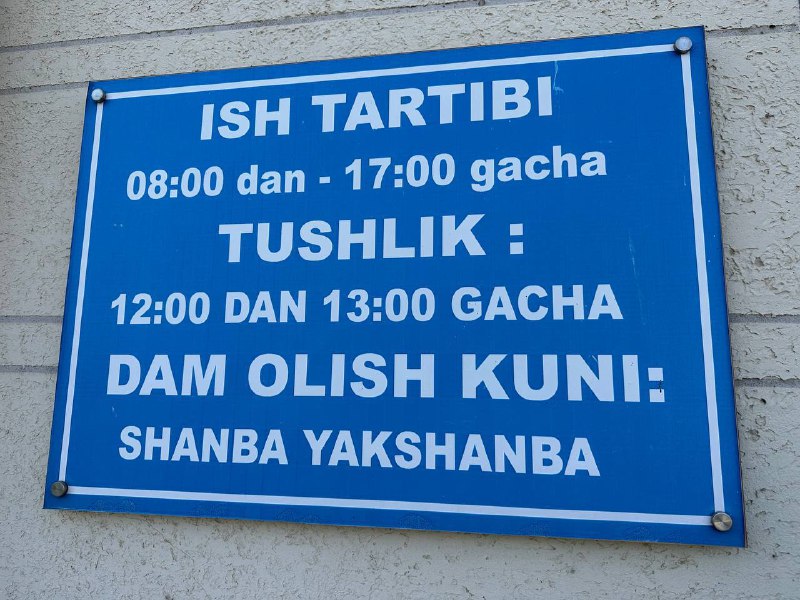 ISH TARTIBI
08:00 dan - 17:00 gacha
TUSHLIK :
12:00 DAN 13:00 GACHA
DAM OLISH KUNI:
SHANBA YAKSHANBA